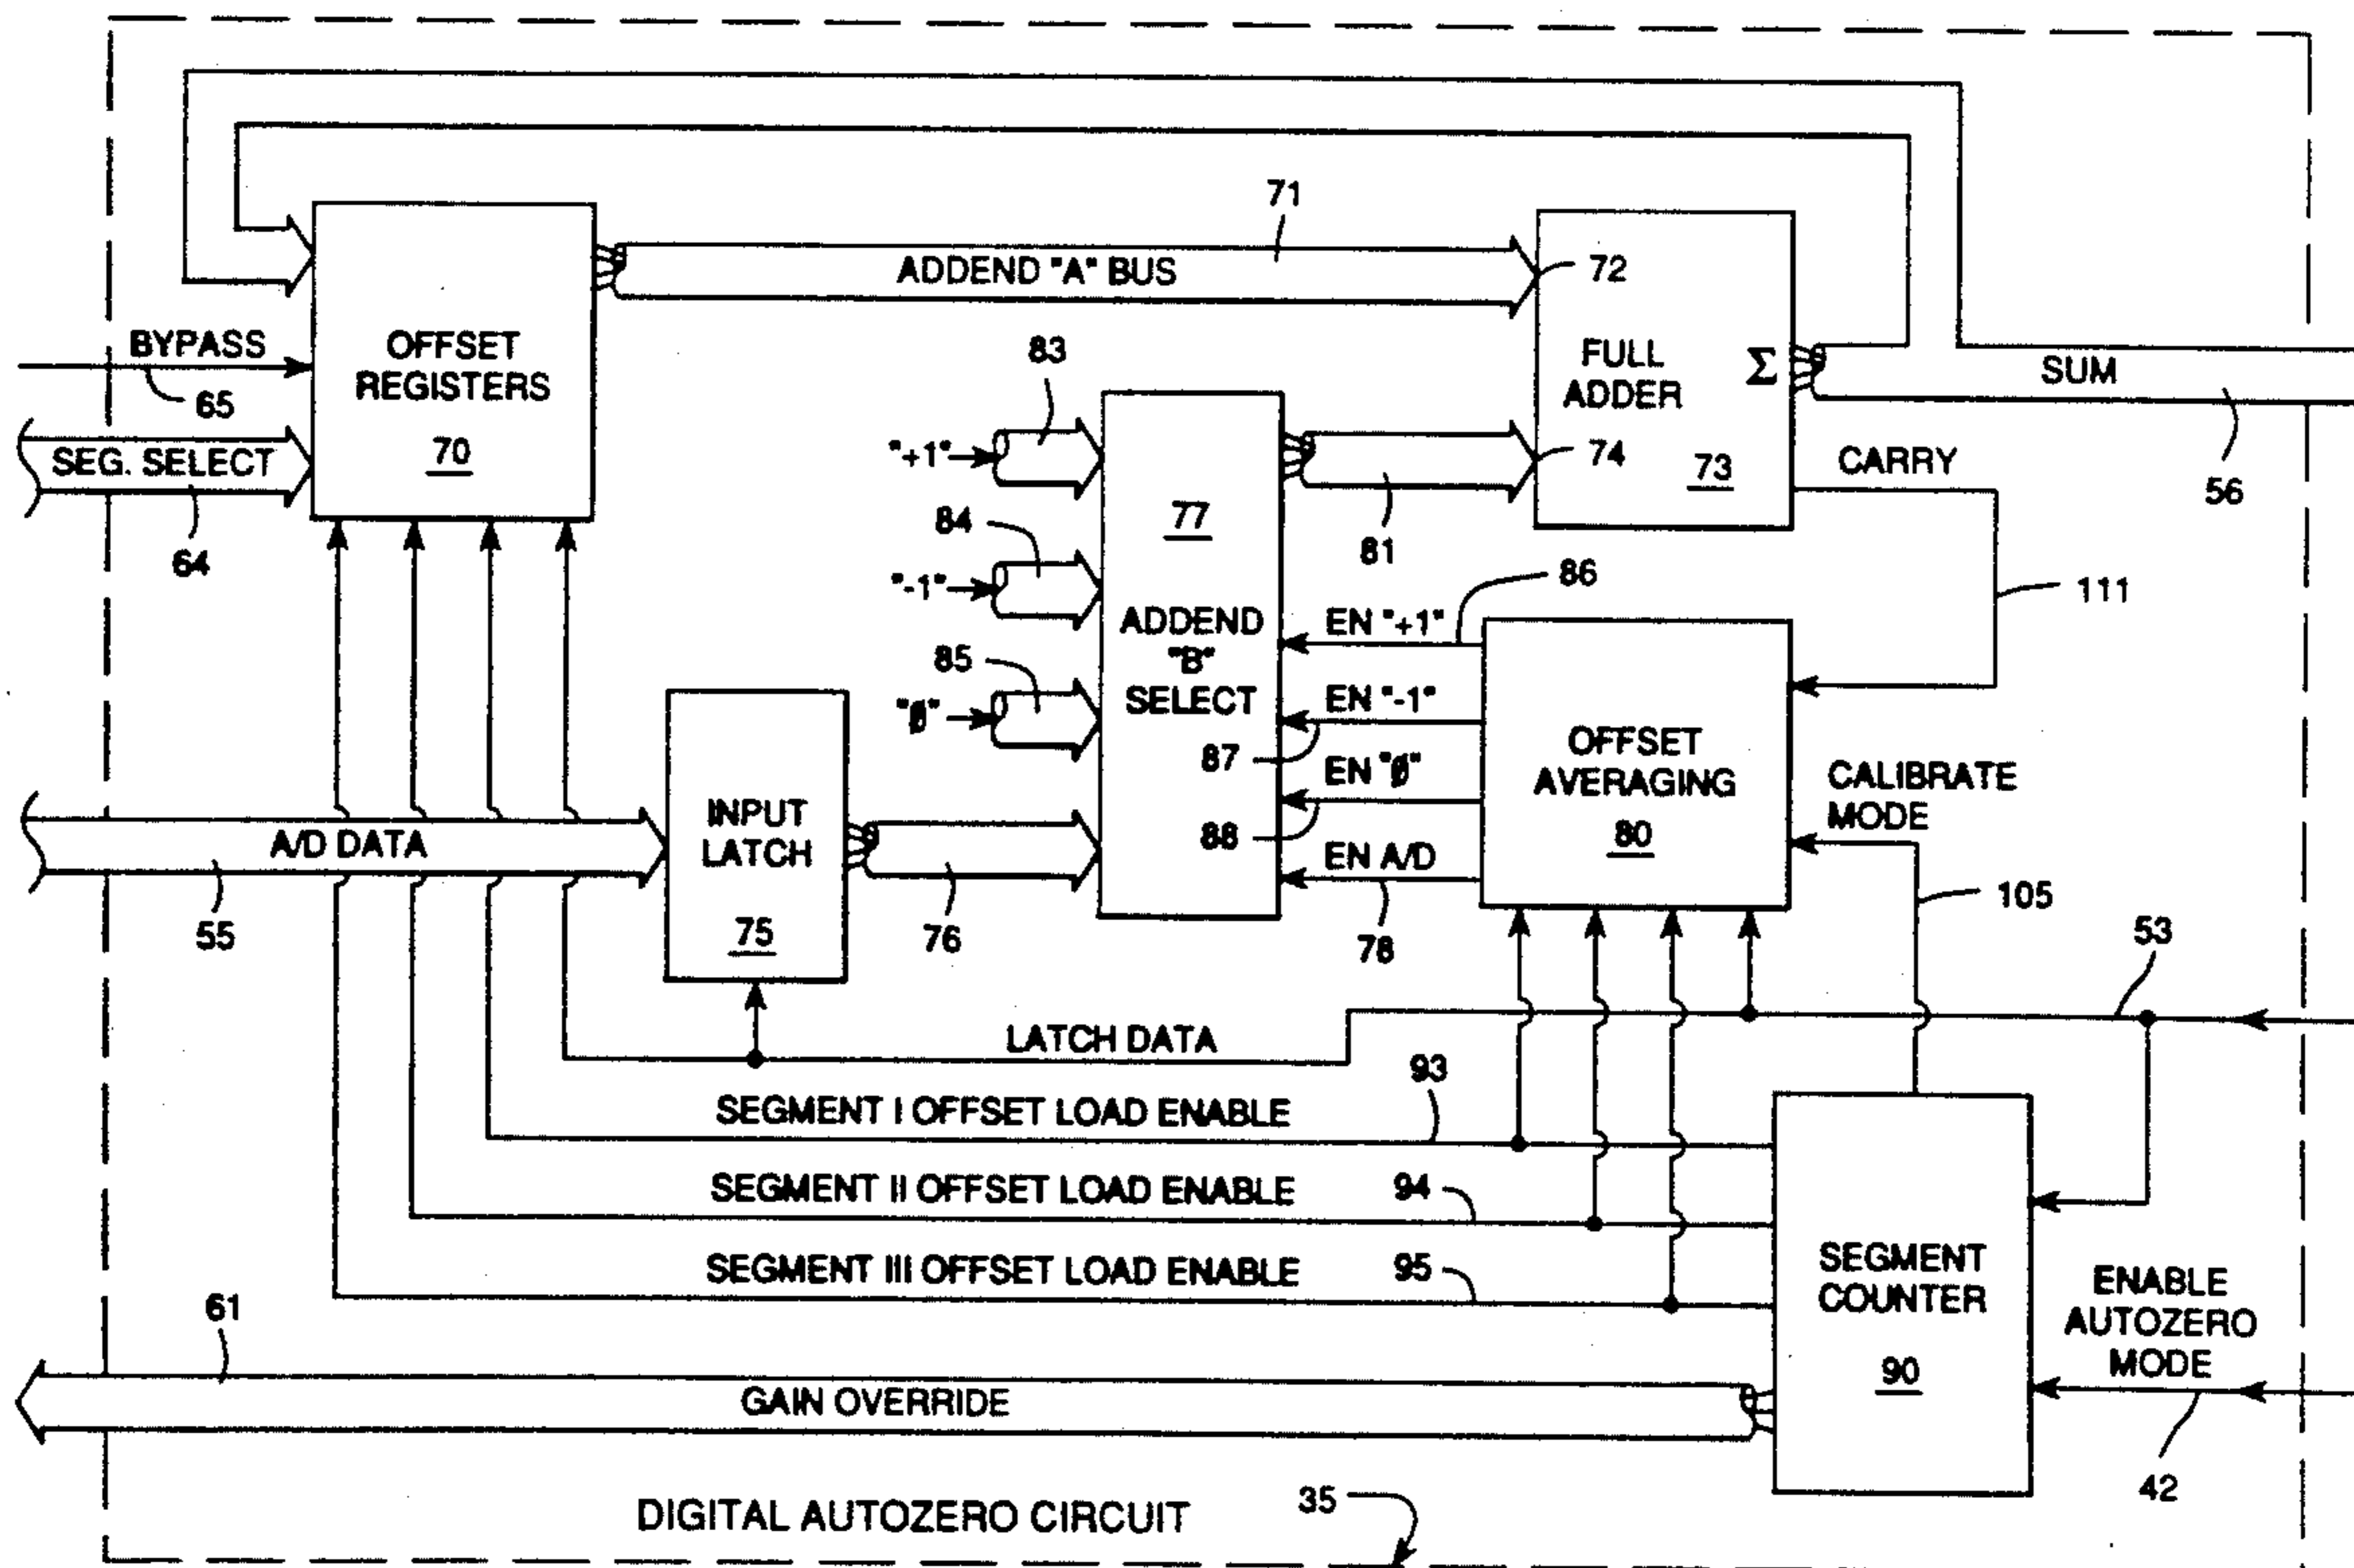 71
ADDEND "A" BUS
72
BYPASS
65
OFFSET
REGISTERS
70
SEG. SELECT
64
83
"+1"
84
"-1"
85
"ø"
77
ADDEND
"B"
SELECT
81
FULL
ADDER
Σ
74
73
SUM
56
CARRY
111
86
EN "+1"
EN "-1"
87
EN "ø"
88
EN A/D
78
OFFSET
AVERAGING
80
CALIBRATE
MODE
105
A/D DATA
55
INPUT
LATCH
75
76
53
LATCH DATA
93
SEGMENT I OFFSET LOAD ENABLE
94
SEGMENT II OFFSET LOAD ENABLE
95
SEGMENT III OFFSET LOAD ENABLE
SEGMENT
COUNTER
90
ENABLE
AUTOZERO
MODE
42
61
GAIN OVERRIDE
DIGITAL AUTOZERO CIRCUIT
35